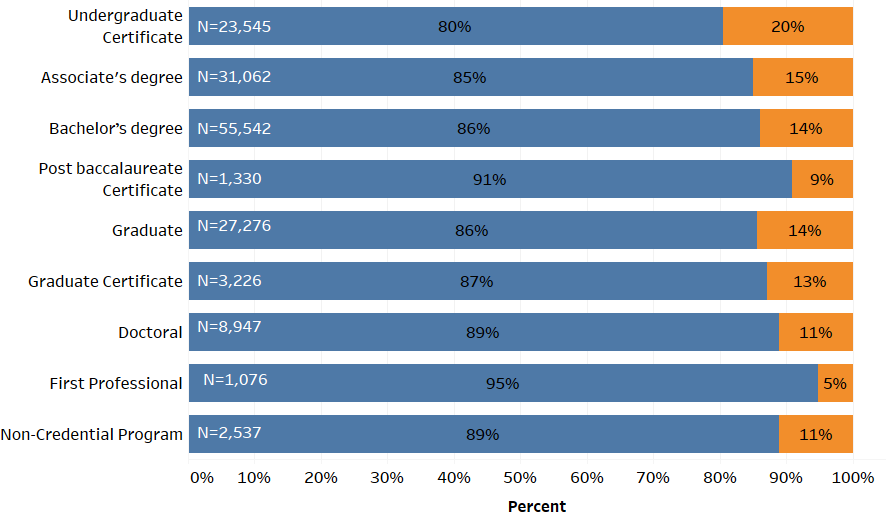 Undergraduate
Certificate
N=23,545 80% 20%
Associate's degree N=31,062 85% 15%
Bachelor's degree N=55,542 86% 14%
Post baccalaureate
Certificate
N=1,330 91% 9%
Graduate N=27,276 86% 14%
Graduate Certificate N=3,226 87% 13%
Doctoral N=8,947 89% 11%
First Professional N=1,076 95% 5%
Non-Credential Program N=2,537 89% 11%
0% 10% 20% 30% 40% 50% 60% 70% 80% 90% 100%
Percent